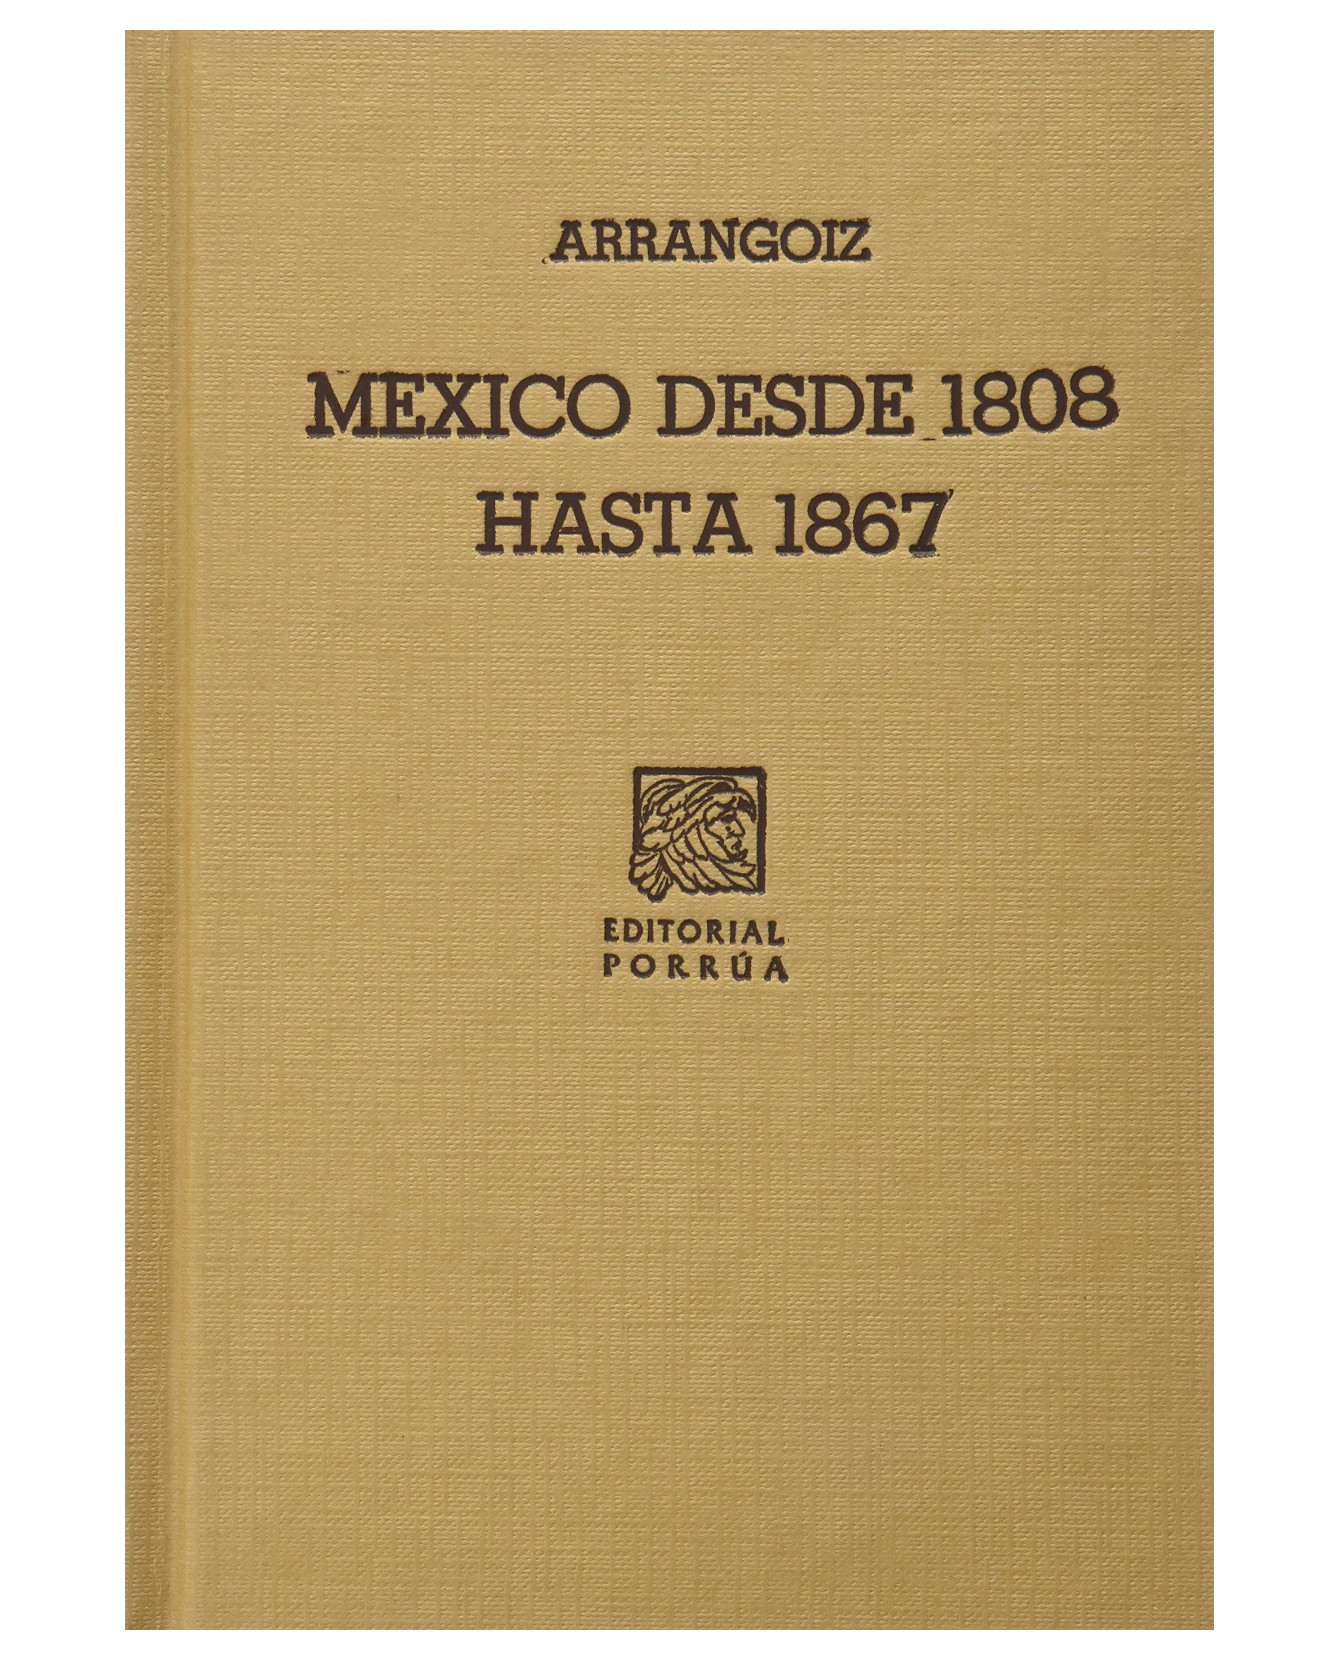 ARRANGOIZ
MEXICO DESDE 1808
HASTA 1867
EDITORIAL
PORRÚA